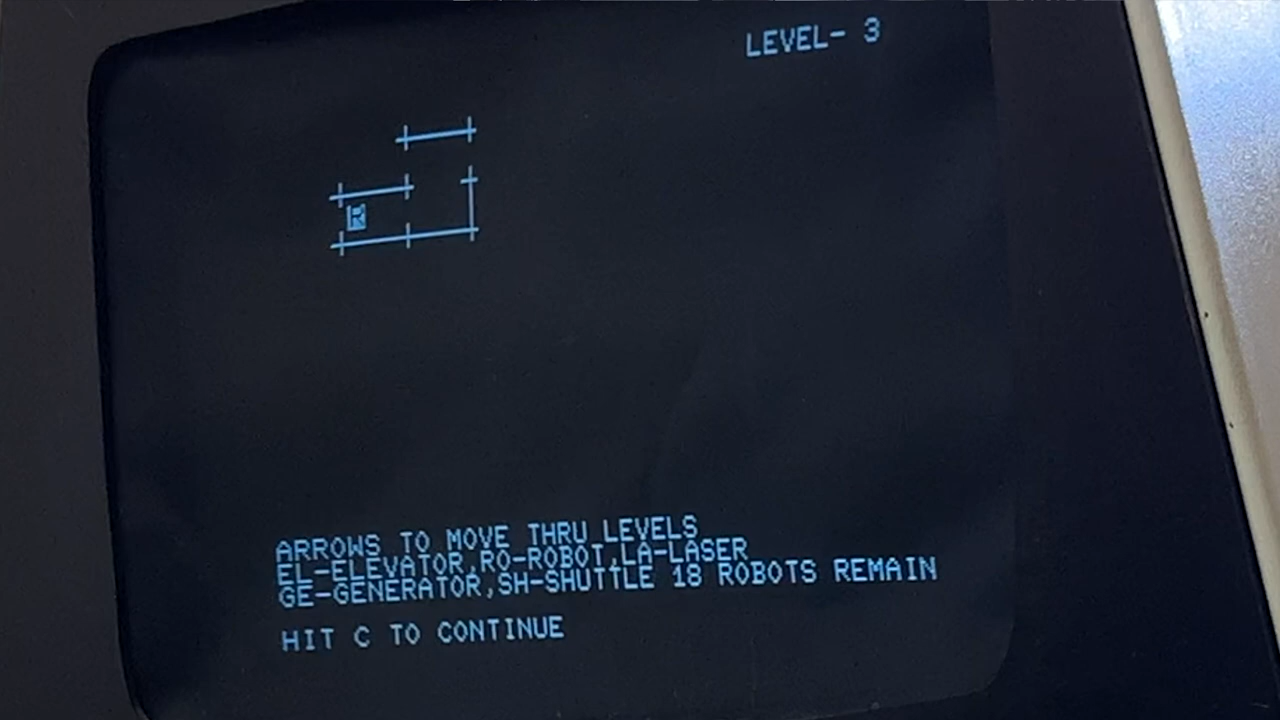 LEVEL- 3
R
ARROWS TO MOVE THRU LEVELS
EL-ELEVATOR,RO-ROBOT,LA-LASER
GE-GENERATOR,SH-SHUTTLE 18 ROBOTS REMAIN
HIT C TO CONTINUE